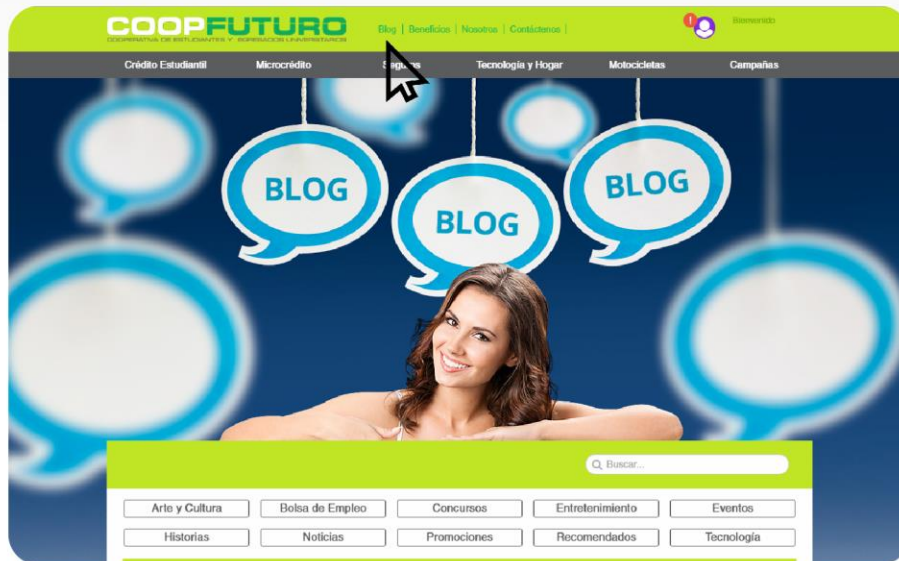 COOPFUTURO
COOPERATIVA DE ESTUDIANTES Y EGRESADOS UNIVERSITARIOS
Blog | Beneficios | Nosotros | Contáctenos |
!
Bienvenido
Crédito Estudiantil Microcrédito Seguros Tecnología y Hogar Motocicletas Campañas
BLOG
BLOG
BLOG
Buscar...
Arte y Cultura Bolsa de Empleo Concursos Entretenimiento Eventos
Historias Noticias Promociones Recomendados Tecnología